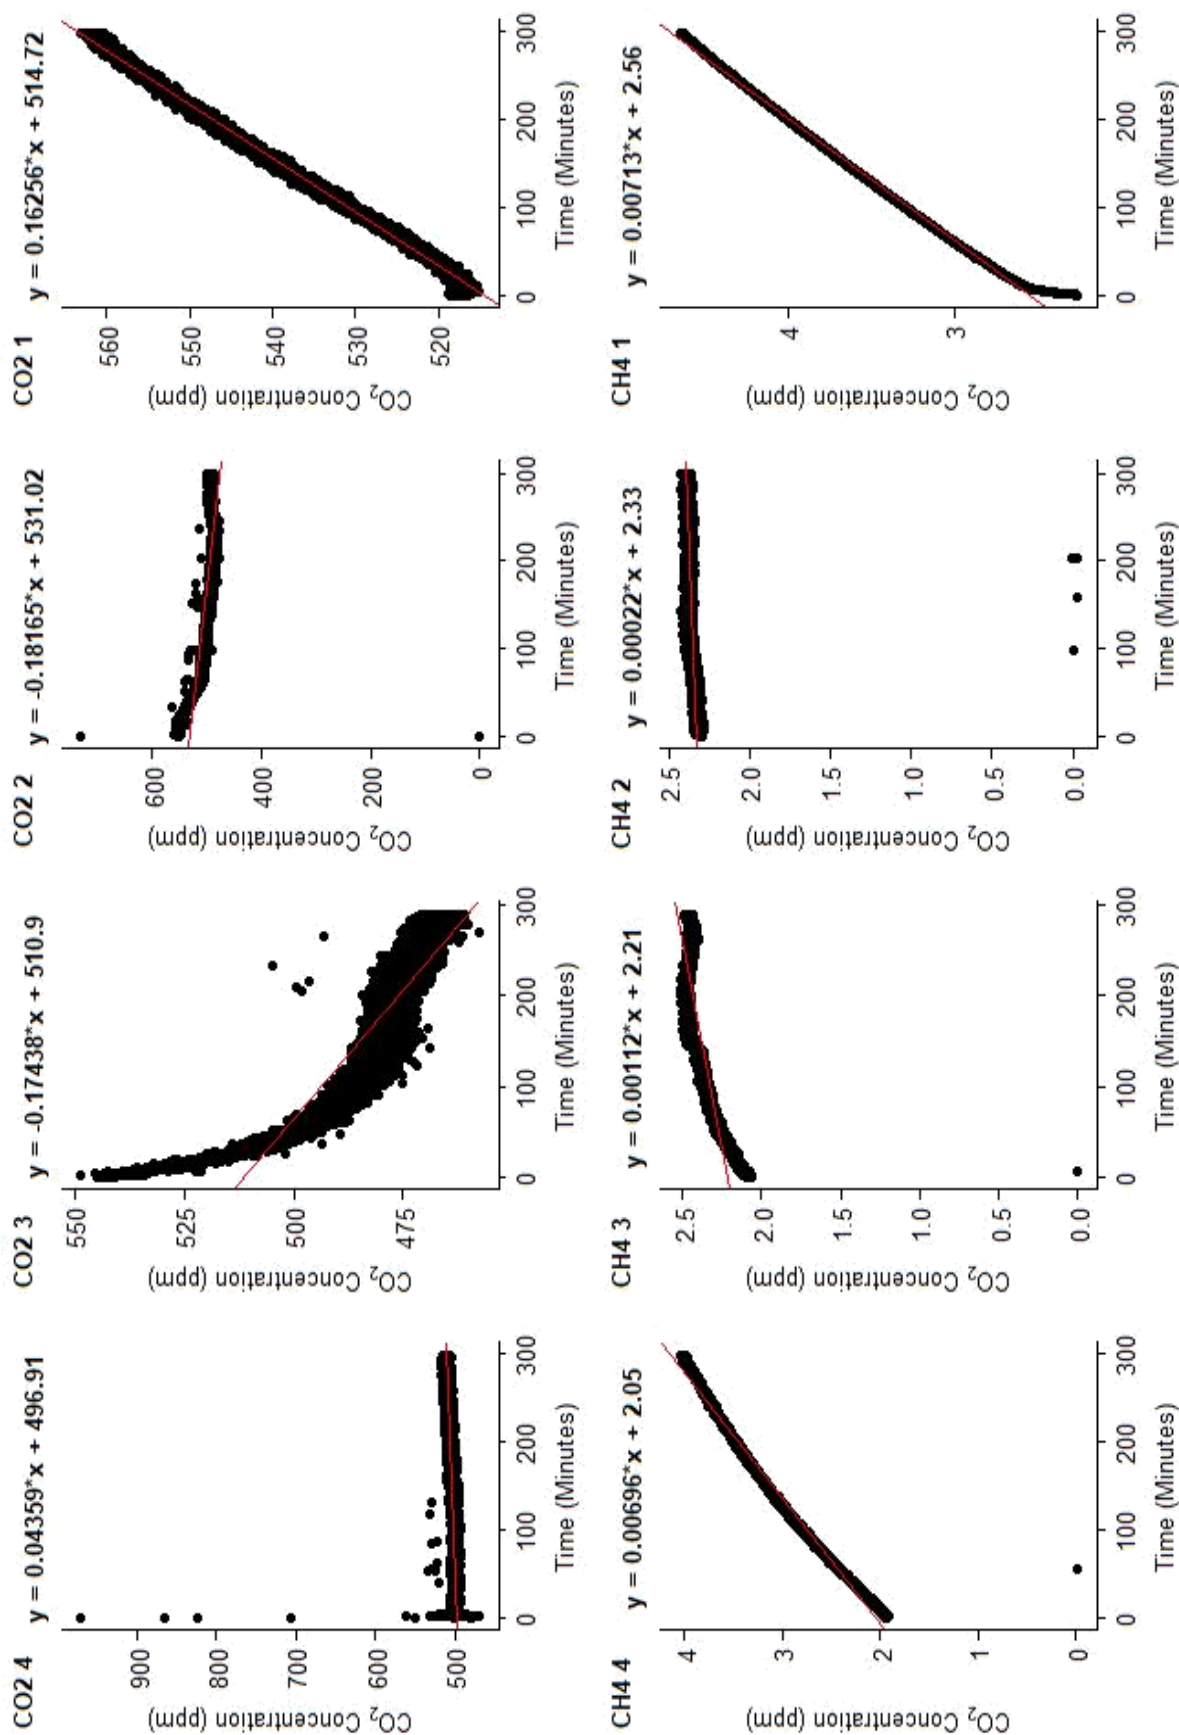 CO2 4
y = 0.04359*x + 496.91
CO₂ Concentration (ppm)
900
800
700
600
500
0 100 200 300
Time (Minutes)
CO2 3
y = -0.17438*x + 510.9
CO₂ Concentration (ppm)
550
525
500
475
0 100 200 300
Time (Minutes)
CO2 2
y = -0.18165*x + 531.02
CO₂ Concentration (ppm)
600
400
200
0
0 100 200 300
Time (Minutes)
CO2 1
y = 0.16256*x + 514.72
CO₂ Concentration (ppm)
560
550
540
530
520
0 100 200 300
Time (Minutes)
CH4 4
y = 0.00696*x + 2.05
CO₂ Concentration (ppm)
4
3
2
1
0
0 100 200 300
Time (Minutes)
CH4 3
y = 0.00112*x + 2.21
CO₂ Concentration (ppm)
2.5
2.0
1.5
1.0
0.5
0.0
0 100 200 300
Time (Minutes)
CH4 2
y = 0.00022*x + 2.33
CO₂ Concentration (ppm)
2.5
2.0
1.5
1.0
0.5
0.0
0 100 200 300
Time (Minutes)
CH4 1
y = 0.00713*x + 2.56
CO₂ Concentration (ppm)
4
3
0 100 200 300
Time (Minutes)